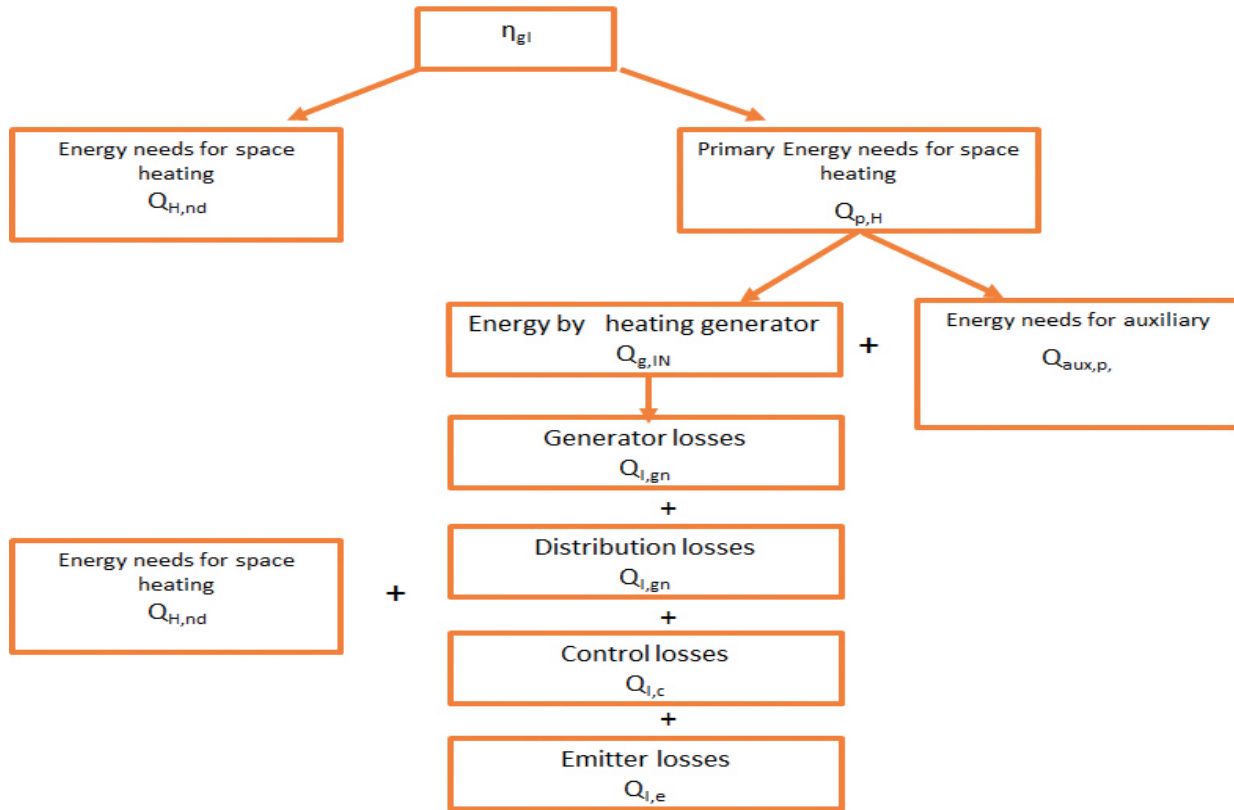 ηgl
Energy needs for space
heating
QH,nd
Primary Energy needs for space
heating
Qp,H
Energy by heating generator
Qg,IN
+
Energy needs for auxiliary
Qaux,p,
Generator losses
Ql,gn
+
Distribution losses
Ql,gn
Energy needs for space
heating
QH,nd
+
+
Control losses
Ql,c
+
Emitter losses
Ql,e